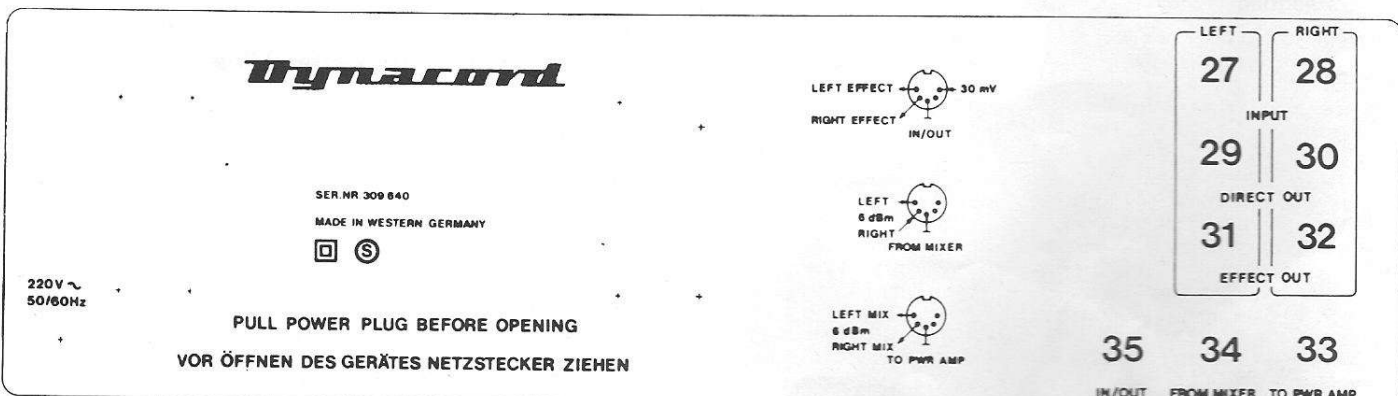 Dynacord
SER.NR 309 640
MADE IN WESTERN GERMANY
S
220V ~
50/60Hz
PULL POWER PLUG BEFORE OPENING
VOR ÖFFNEN DES GERÄTES NETZSTECKER ZIEHEN
LEFT EFFECT
30 mV
RIGHT EFFECT
IN/OUT
LEFT
6 dBm
RIGHT
FROM MIXER
LEFT MIX
6 dBm
RIGHT MIX
TO PWR AMP
LEFT RIGHT
27 28
INPUT
29 30
DIRECT OUT
31 32
EFFECT OUT
35 34 33
IN/OUT FROM MIXER TO PWR AMP